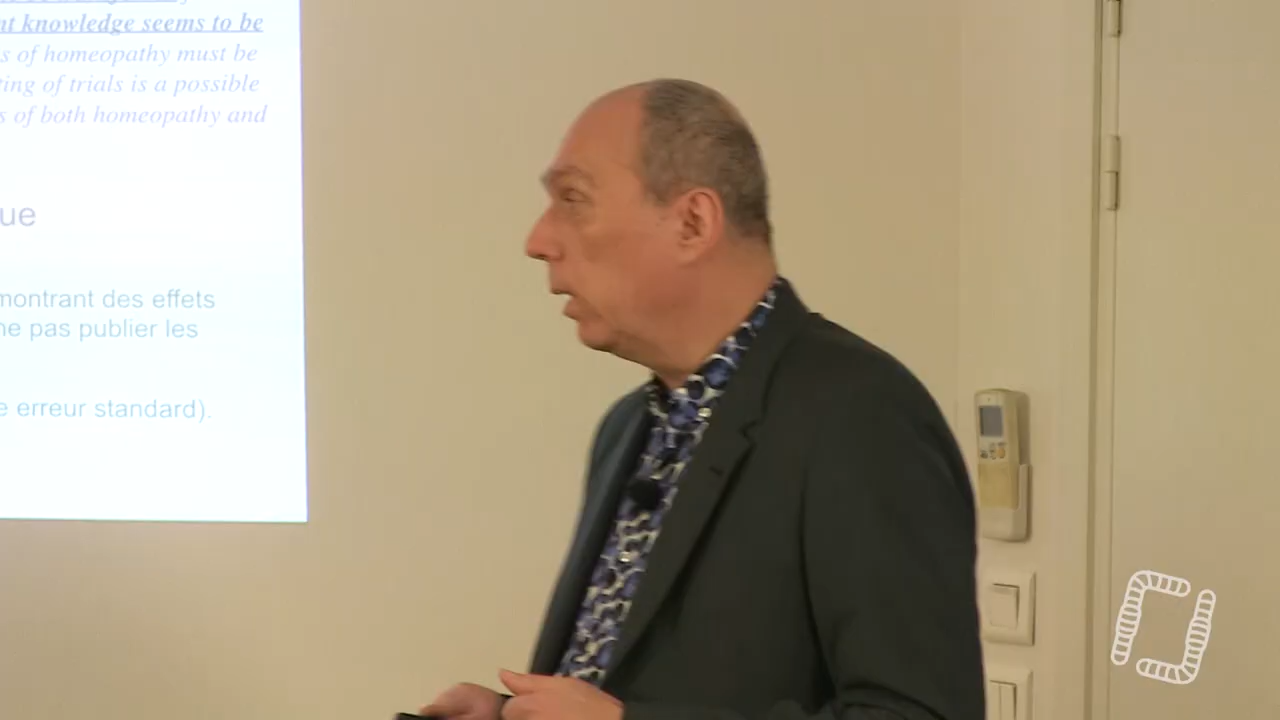 nt knowledge seems to be
s of homeopathy must be
ting of trials is a possible
s of both homeopathy and
ue
montrant des effets
ne pas publier les
e erreur standard).